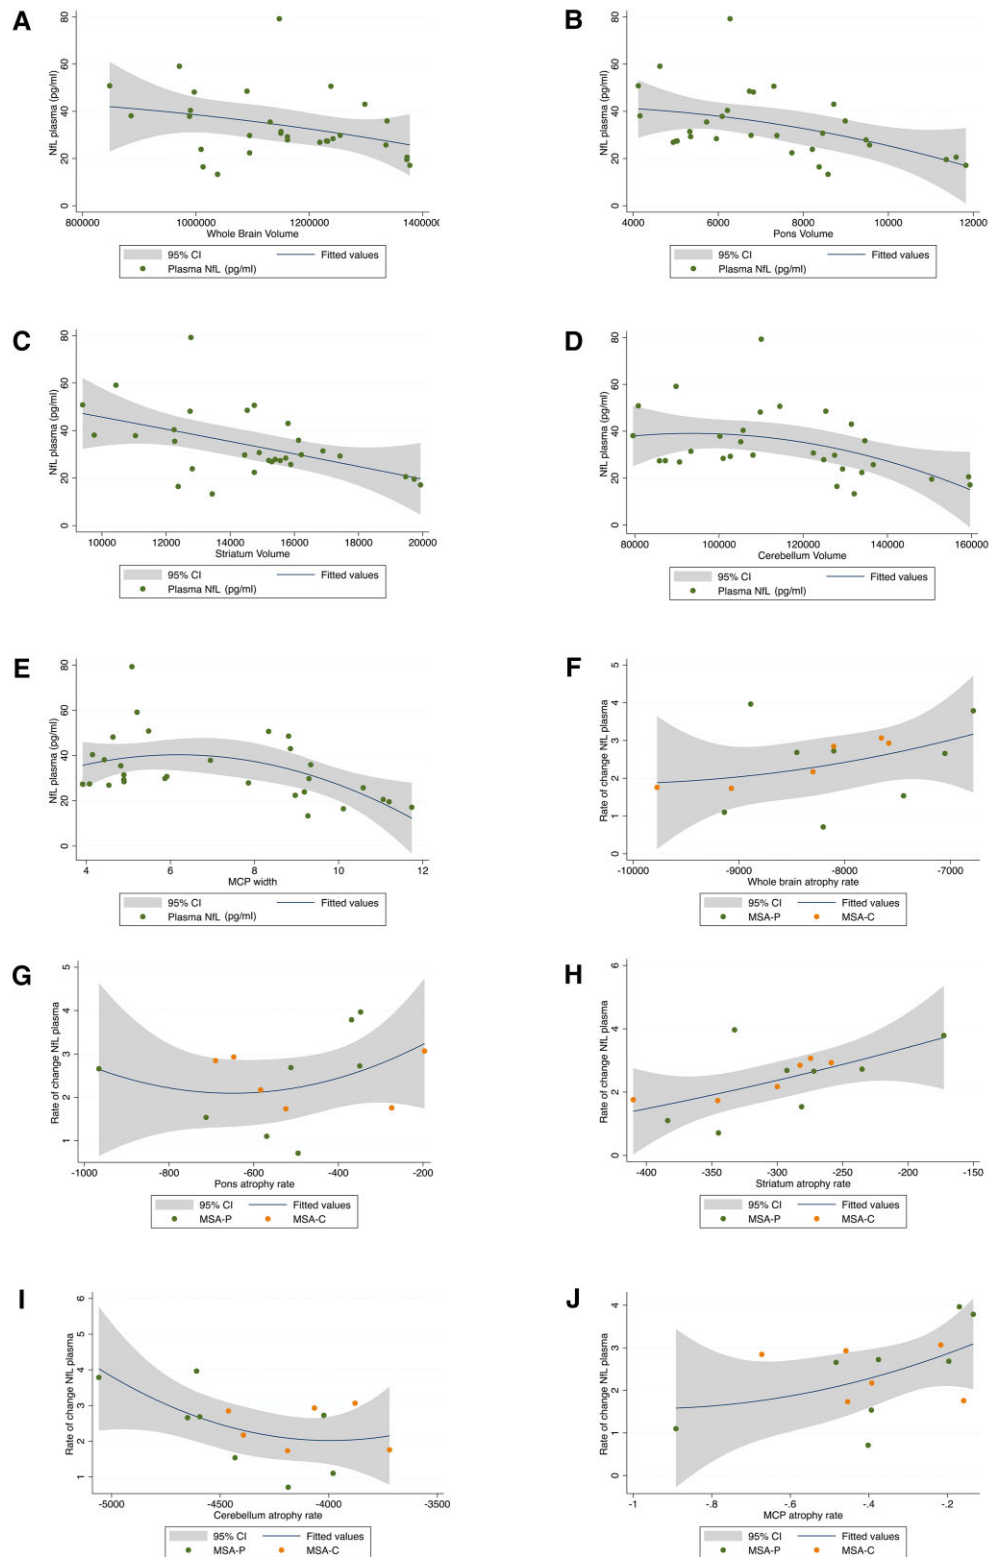 A
NfL plasma (pg/ml)
80
60
40
20
0
800000 1000000 1200000 1400000
Whole Brain Volume
95% CI Fitted values
Plasma NfL (pg/ml)
B
NfL plasma (pg/ml)
80
60
40
20
0
4000 6000 8000 10000 12000
Pons Volume
95% CI Fitted values
Plasma NfL (pg/ml)
C
NfL plasma (pg/ml)
80
60
40
20
0
10000 12000 14000 16000 18000 20000
Striatum Volume
95% CI Fitted values
Plasma NfL (pg/ml)
D
NfL plasma (pg/ml)
80
60
40
20
0
80000 100000 120000 140000 160000
Cerebellum Volume
95% CI Fitted values
Plasma NfL (pg/ml)
E
NfL plasma (pg/ml)
80
60
40
20
0
4 6 8 10 12
MCP width
95% CI Fitted values
Plasma NfL (pg/ml)
F
Rate of change NfL plasma
5
4
3
2
1
0
-10000 -9000 -8000 -7000
Whole brain atrophy rate
95% CI Fitted values
MSA-P MSA-C
G
Rate of change NfL plasma
5
4
3
2
1
-1000 -800 -600 -400 -200
Pons atrophy rate
95% CI Fitted values
MSA-P MSA-C
H
Rate of change NfL plasma
6
4
2
0
-400 -350 -300 -250 -200 -150
Striatum atrophy rate
95% CI Fitted values
MSA-P MSA-C
I
Rate of change NfL plasma
6
5
4
3
2
1
-5000 -4500 -4000 -3500
Cerebellum atrophy rate
95% CI Fitted values
MSA-P MSA-C
J
Rate of change NfL plasma
4
3
2
1
0
-1 -.8 -.6 -.4 -.2
MCP atrophy rate
95% CI Fitted values
MSA-P MSA-C